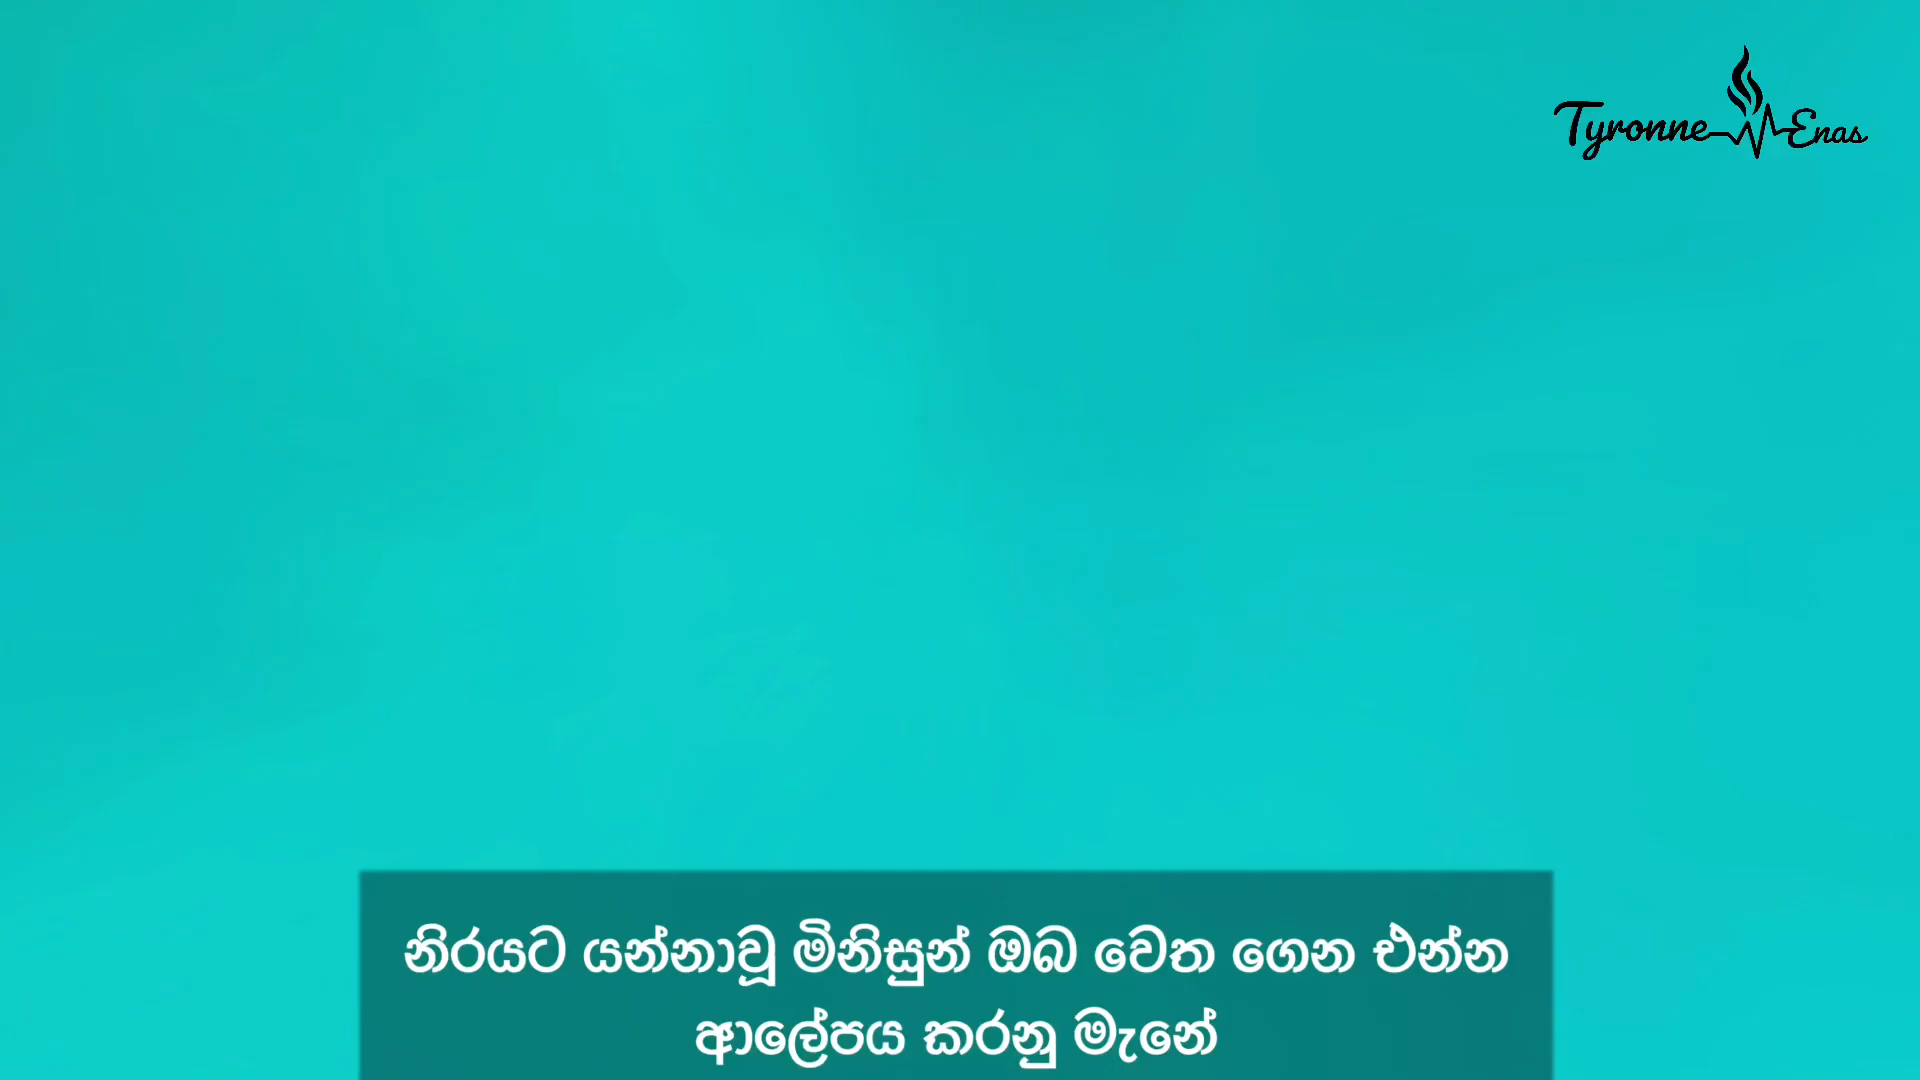 Tyronne Enas
නිරයට යන්නාවූ මිනිසුන් ඔබ වෙත ගෙන එන්න
ආලේපය කරනු මැනේ